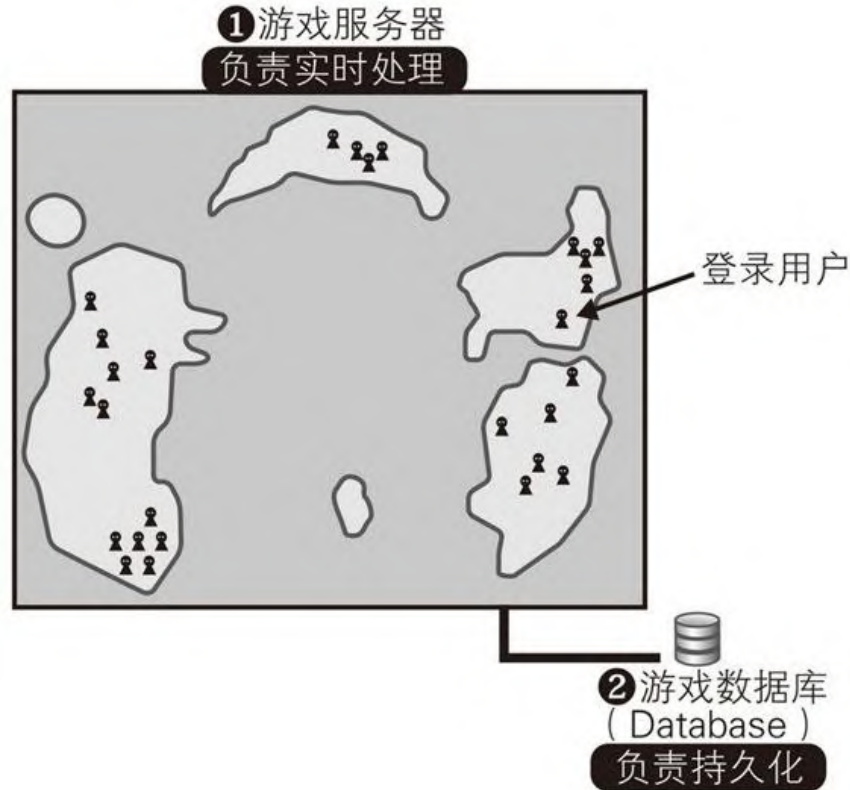 ❶游戏服务器
负责实时处理
登录用户
❷游戏数据库
( Database )
负责持久化